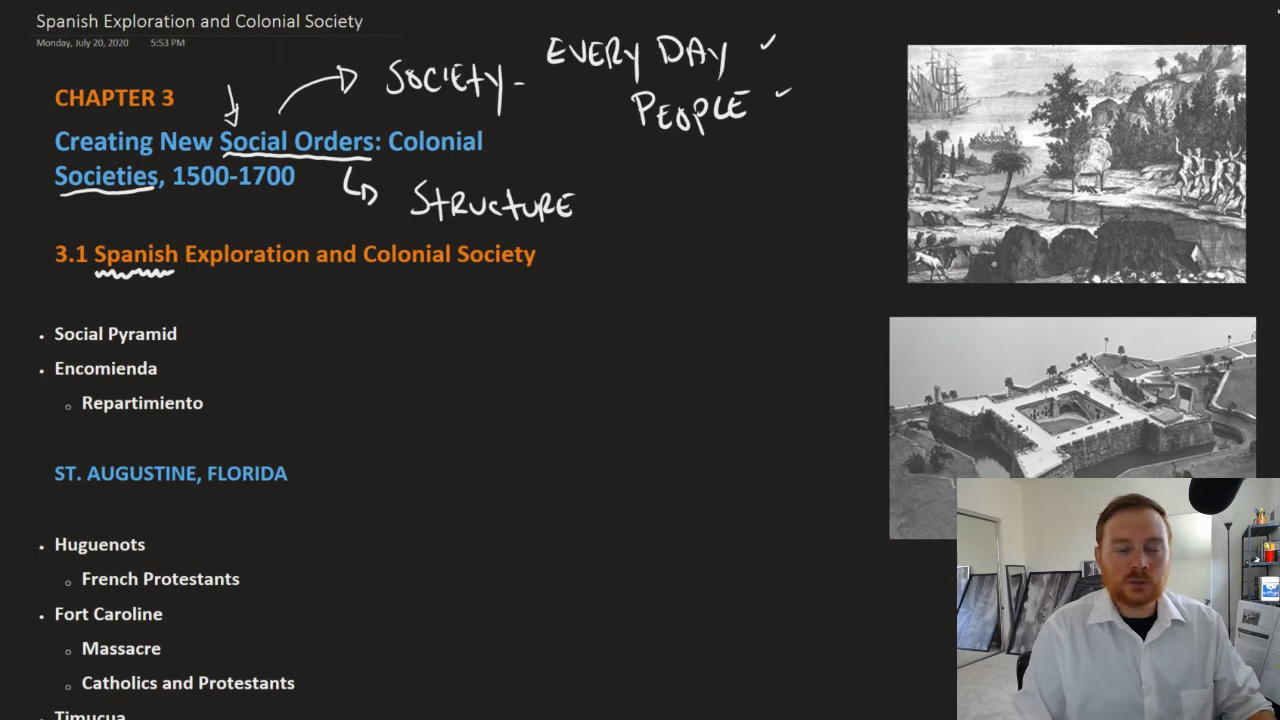 Spanish Exploration and Colonial Society
Monday, July 20, 2020 5:53 PM
SOCIETY - EVERY DAY
PEOPLE
CHAPTER 3
Creating New Social Orders: Colonial
Societies, 1500-1700
STRUCTURE
3.1 Spanish Exploration and Colonial Society
• Social Pyramid
• Encomienda
○ Repartimiento
ST. AUGUSTINE, FLORIDA
• Huguenots
○ French Protestants
• Fort Caroline
○ Massacre
○ Catholics and Protestants
Timucua